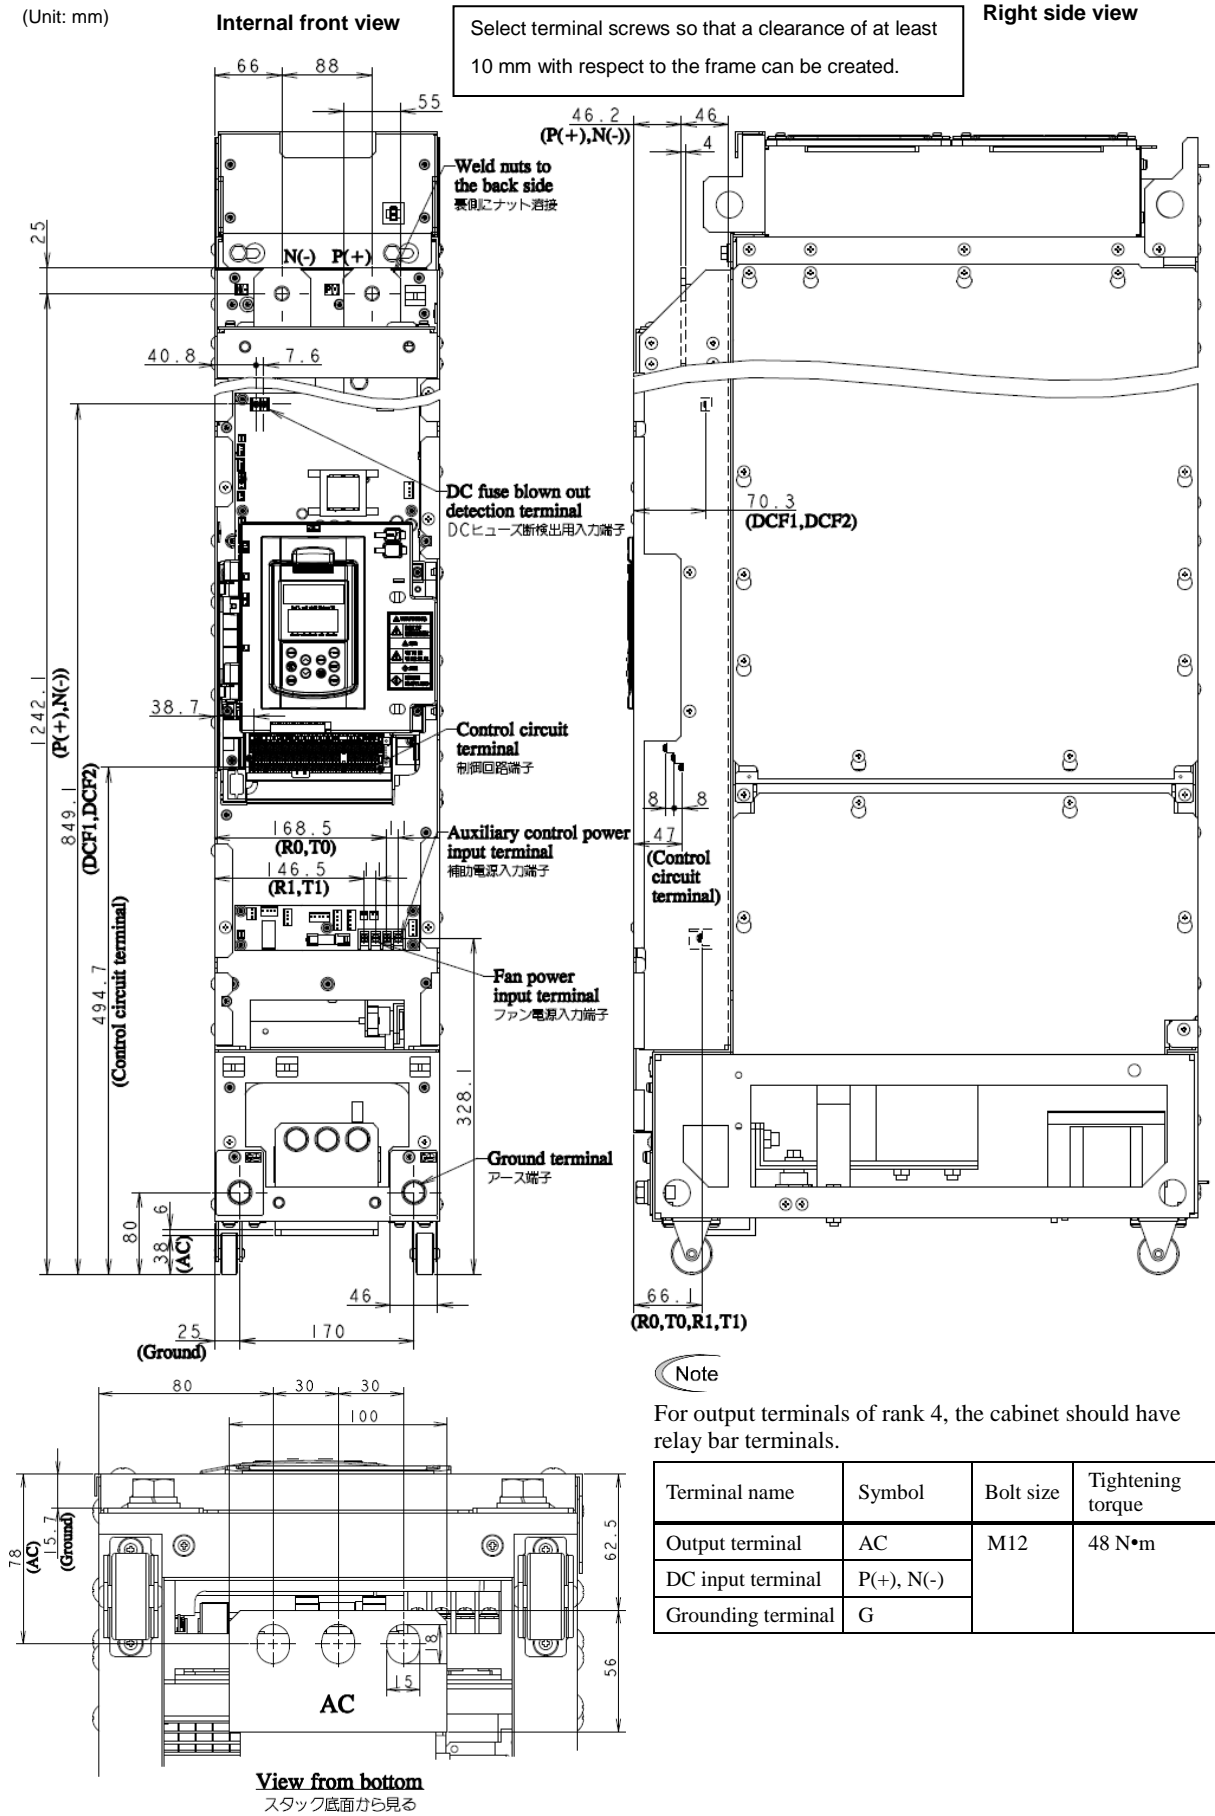 (Unit: mm)
Internal front view
Select terminal screws so that a clearance of at least
10 mm with respect to the frame can be created.
Right side view
66
88
55
46.2
(P(+),N(-))
46
4
Weld nuts to
the back side
裏側にナット溶接
25
N(-)
P(+)
40.8
7.6
DC fuse blown out
detection terminal
DCヒューズ断検出用入力端子
70.3
(DCF1,DCF2)
1242.1
(P(+),N(-))
849.1
(DCF1,DCF2)
494.7
(Control circuit terminal)
38.7
Control circuit
terminal
制御回路端子
8
8
47
(Control
circuit
terminal)
168.5
(R0,T0)
146.5
(R1,T1)
Auxiliary control power
input terminal
補助電源入力端子
Fan power
input terminal
ファン電源入力端子
328.1
Ground terminal
アース端子
80
6
38
(AC)
46
25
(Ground)
170
66.1
(R0,T0,R1,T1)
80
30
30
100
78
(AC)
15.7
(Ground)
62.5
56
18
15
AC
View from bottom
スタック底面から見る
Note
For output terminals of rank 4, the cabinet should have
relay bar terminals.
Terminal name
Symbol
Bolt size
Tightening
torque
Output terminal
AC
M12
48 N•m
DC input terminal
P(+), N(-)
Grounding terminal
G